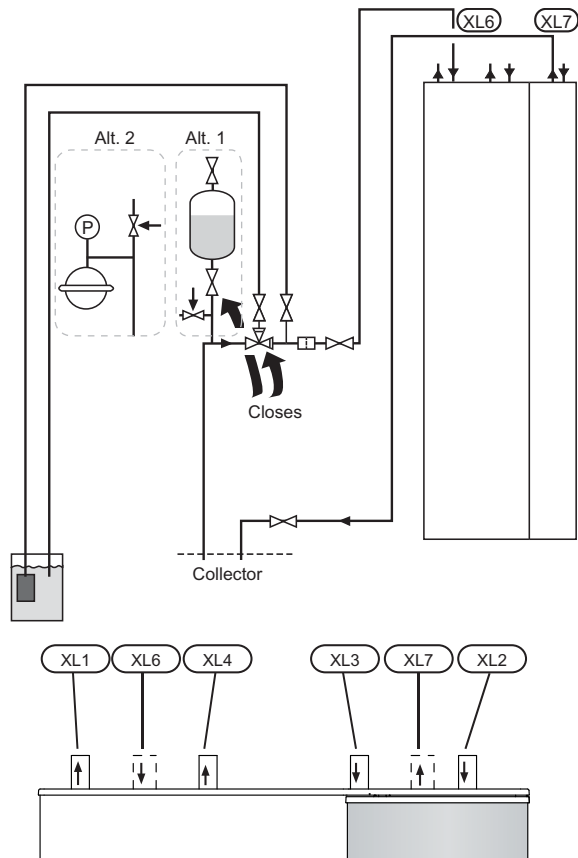 XL6 XL7
Alt. 2 Alt. 1
P
Closes
Collector
XL1 XL6 XL4 XL3 XL7 XL2